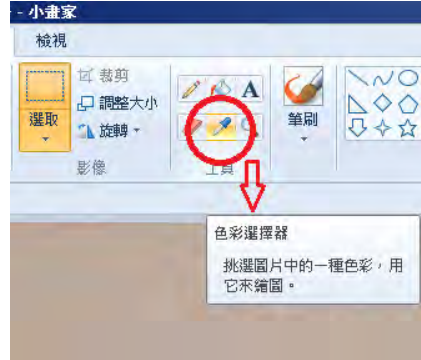 - 小畫家
檢視
裁剪
調整大小
選取
旋轉
A
筆刷
影像
工具
色彩選擇器
挑選圖片中的一種色彩，用
它來繪圖。